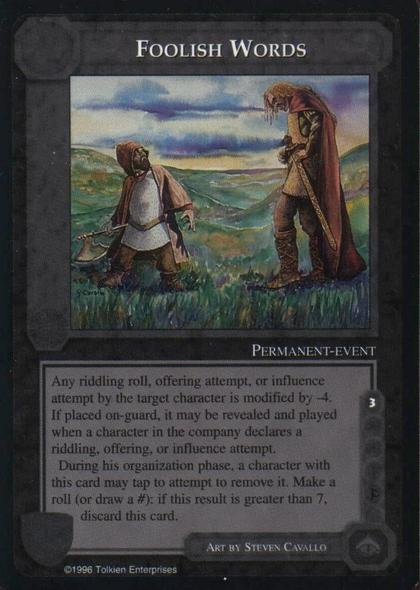 FOOLISH WORDS
S Cavallo
PERMANENT-EVENT
Any riddling roll, offering attempt, or influence
attempt by the target character is modified by -4.
If placed on-guard, it may be revealed and played
when a character in the company declares a
riddling, offering, or influence attempt.
During his organization phase, a character with
this card may tap to attempt to remove it. Make a
roll (or draw a #): if this result is greater than 7,
discard this card.
3
ART BY STEVEN CAVALLO
©1996 Tolkien Enterprises